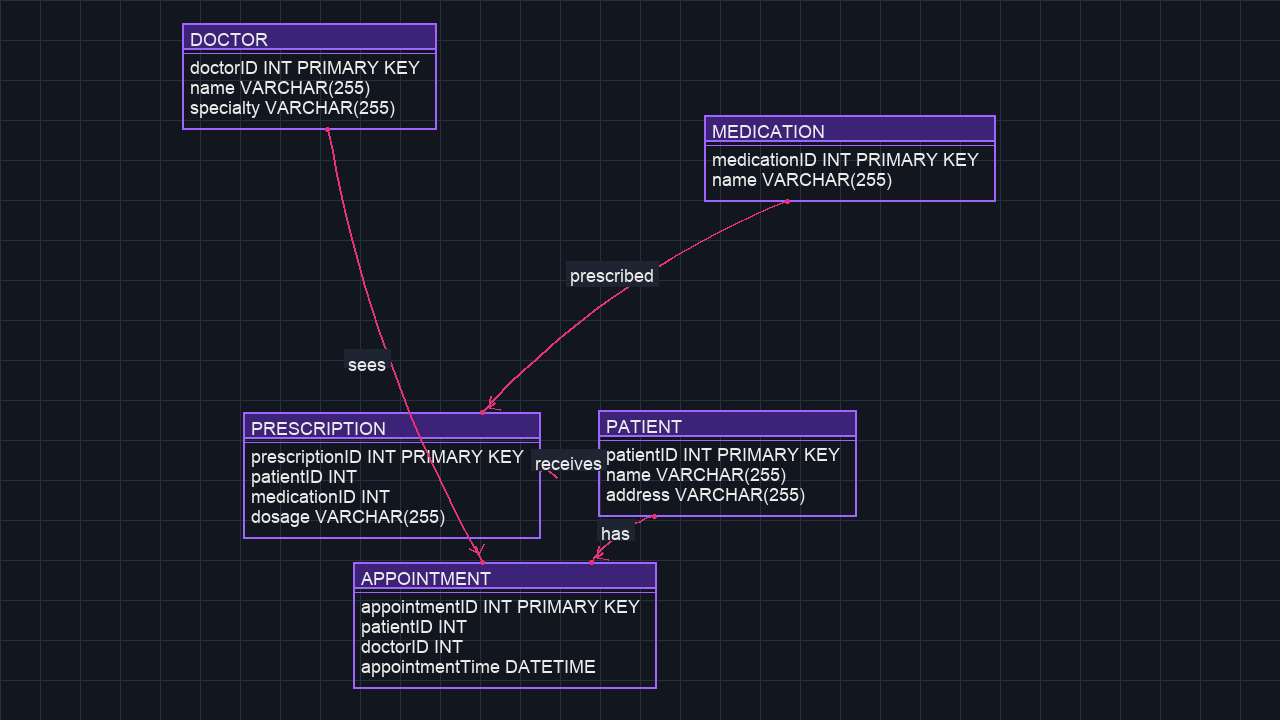 DOCTOR
doctorID INT PRIMARY KEY
name VARCHAR(255)
specialty VARCHAR(255)
MEDICATION
medicationID INT PRIMARY KEY
name VARCHAR(255)
prescribed
sees
PRESCRIPTION
prescriptionID INT PRIMARY KEY
patientID INT
medicationID INT
dosage VARCHAR(255)
receives
PATIENT
patientID INT PRIMARY KEY
name VARCHAR(255)
address VARCHAR(255)
has
APPOINTMENT
appointmentID INT PRIMARY KEY
patientID INT
doctorID INT
appointmentTime DATETIME